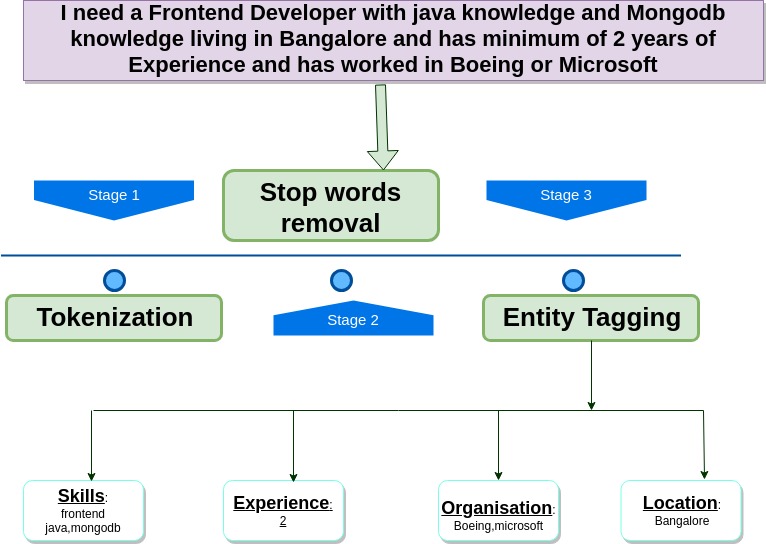 I need a Frontend Developer with java knowledge and Mongodb
knowledge living in Bangalore and has minimum of 2 years of
Experience and has worked in Boeing or Microsoft
Stage 1
Stop words
removal
Stage 3
Tokenization
Stage 2
Entity Tagging
Skills:
frontend
java,mongodb
Experience:
2
Organisation:
Boeing,microsoft
Location:
Bangalore